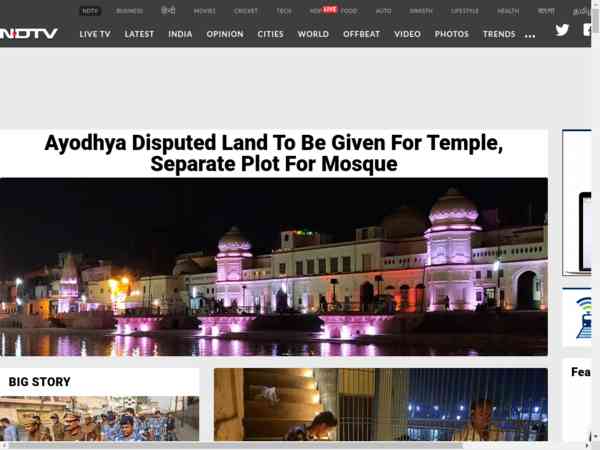 NDTV BUSINESS हिन्दी MOVIES CRICKET TECH HOP LIVE FOOD AUTO SWASTH LIFESTYLE HEALTH বাংলা
NDTV LIVE TV LATEST INDIA OPINION CITIES WORLD OFFBEAT VIDEO PHOTOS TRENDS ...
Ayodhya Disputed Land To Be Given For Temple,
Separate Plot For Mosque
BIG STORY
Fea